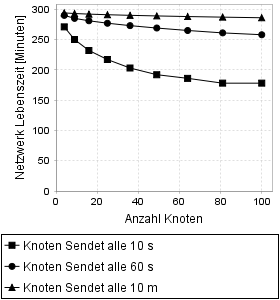 300
250
200
150
100
50
0
Netzwerk Lebenszeit [Minuten]
0 20 40 60 80 100
Anzahl Knoten
Knoten Sendet alle 10 s
Knoten Sendet alle 60 s
Knoten Sendet alle 10 m